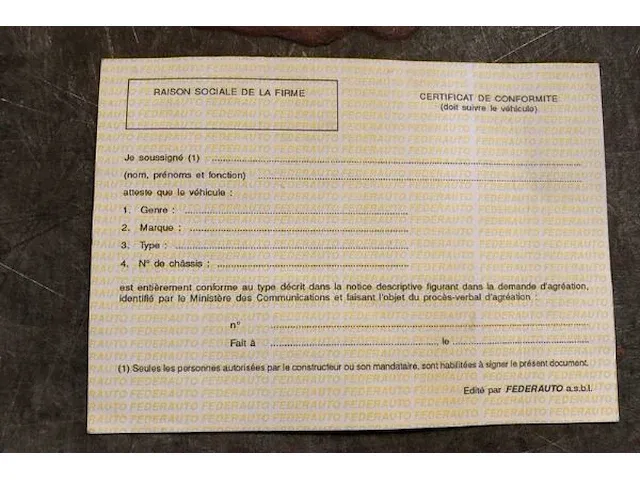 RAISON SOCIALE DE LA FIRME
CERTIFICAT DE CONFORMITE
(doit suivre le véhicule)
Je soussigné (1)
(nom, prénoms et fonction)
atteste que le véhicule :
1. Genre :
2. Marque :
3. Type :
4. N° de châssis :
est entièrement conforme au type décrit dans la notice descriptive figurant dans la demande d'agréation,
identifié par le Ministère des Communications et faisant l'objet du procès-verbal d'agréation :
n°
Fait à le
(1) Seules les personnes autorisées par le constructeur ou son mandataire, sont habilitées à signer le présent document.
Edité par FEDERAUTO a.s.b.l.